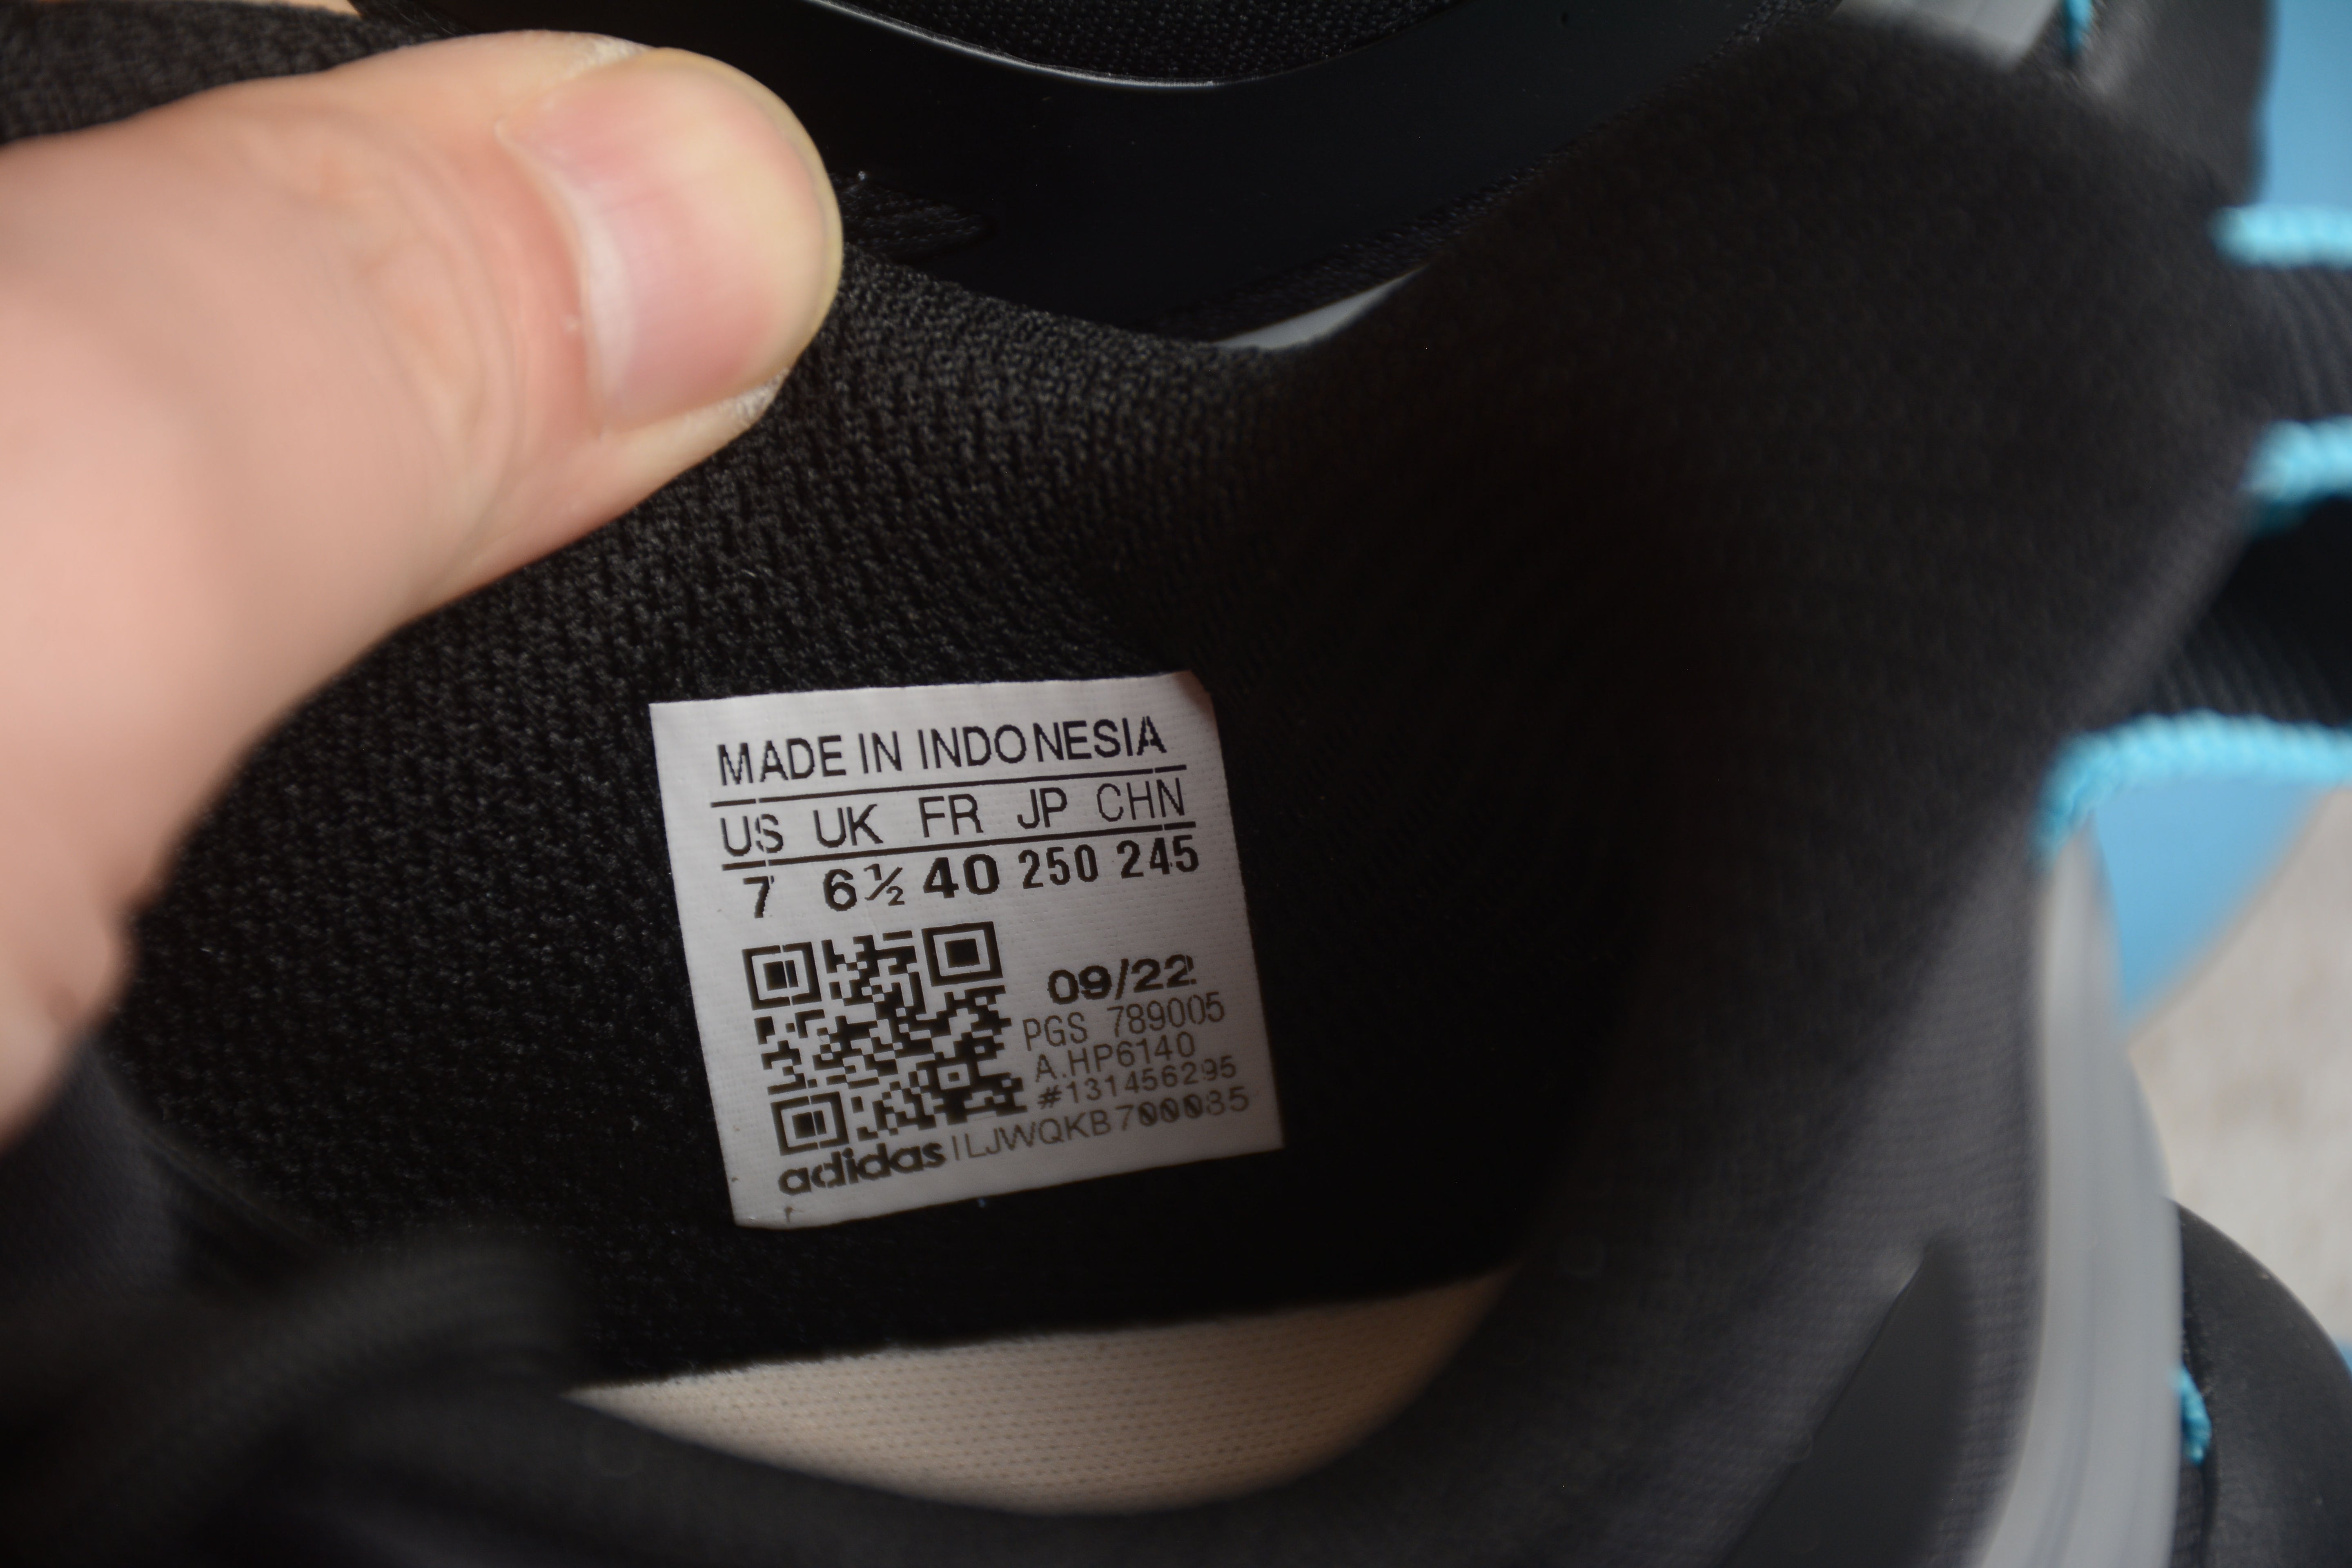 MADE IN INDONESIA
US UK FR JP CHN
7 6½ 40 250 245
09/22
PGS 789005
A.HP6140
#131456295
adidas ILJWQKB700085